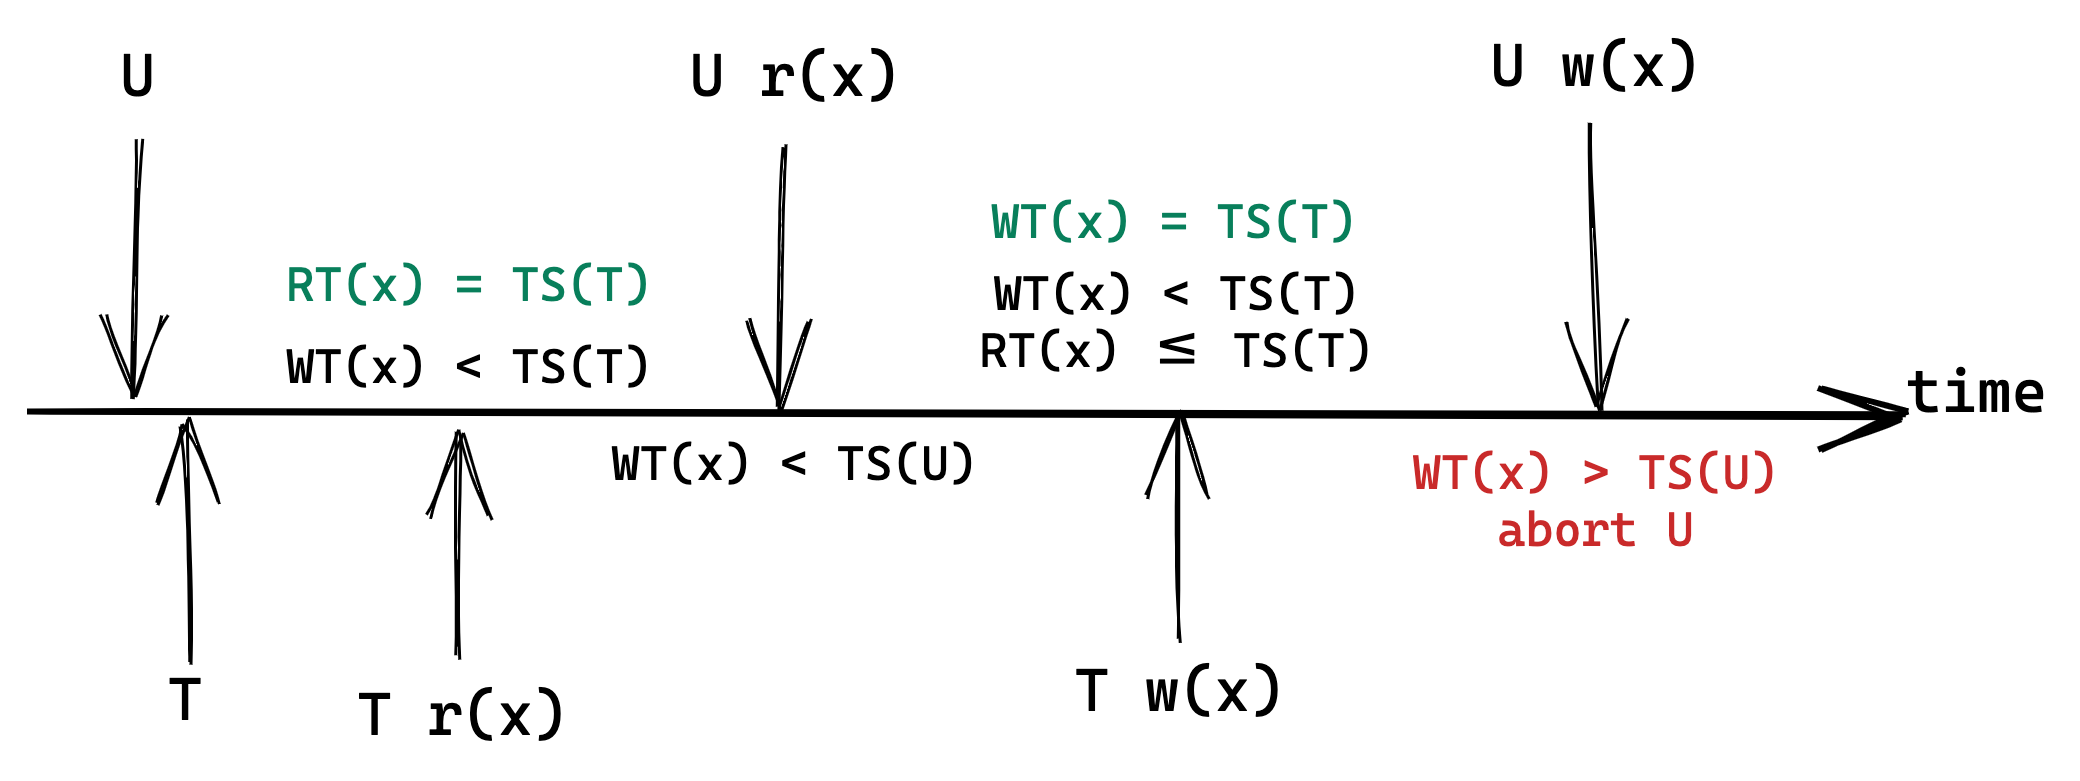 U
U r(x)
U w(x)
WT(x) = TS(T)
RT(x) = TS(T)
WT(x) < TS(T)
RT(x) ≤ TS(T)
WT(x) < TS(T)
time
WT(x) < TS(U)
WT(x) > TS(U)
abort U
T
T r(x)
T w(x)